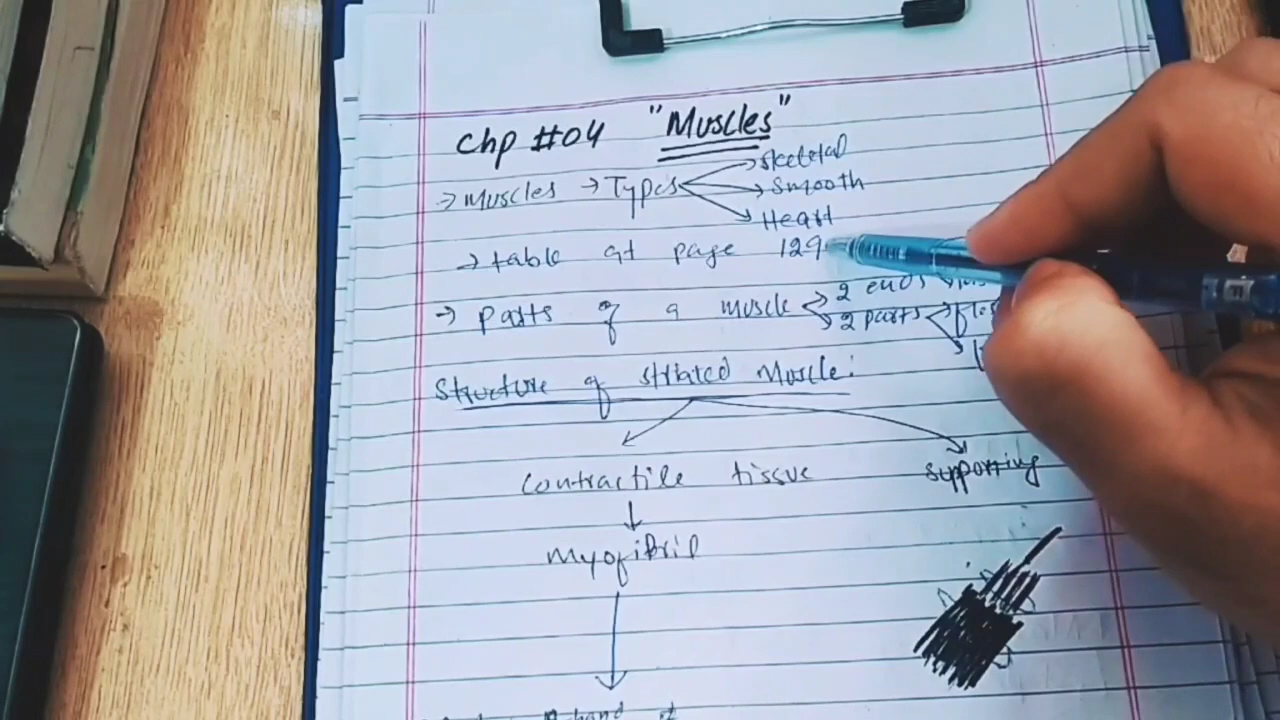 Chp #04 "Muscles"
→ Muscles → Types → Skeletal
→ Smooth
→ Heart
→ table at page 129
→ parts of a muscle → 2 ends
→ 2 parts
Structure of striated Muscle:
Contractile tissue
Supporting
Myofibril